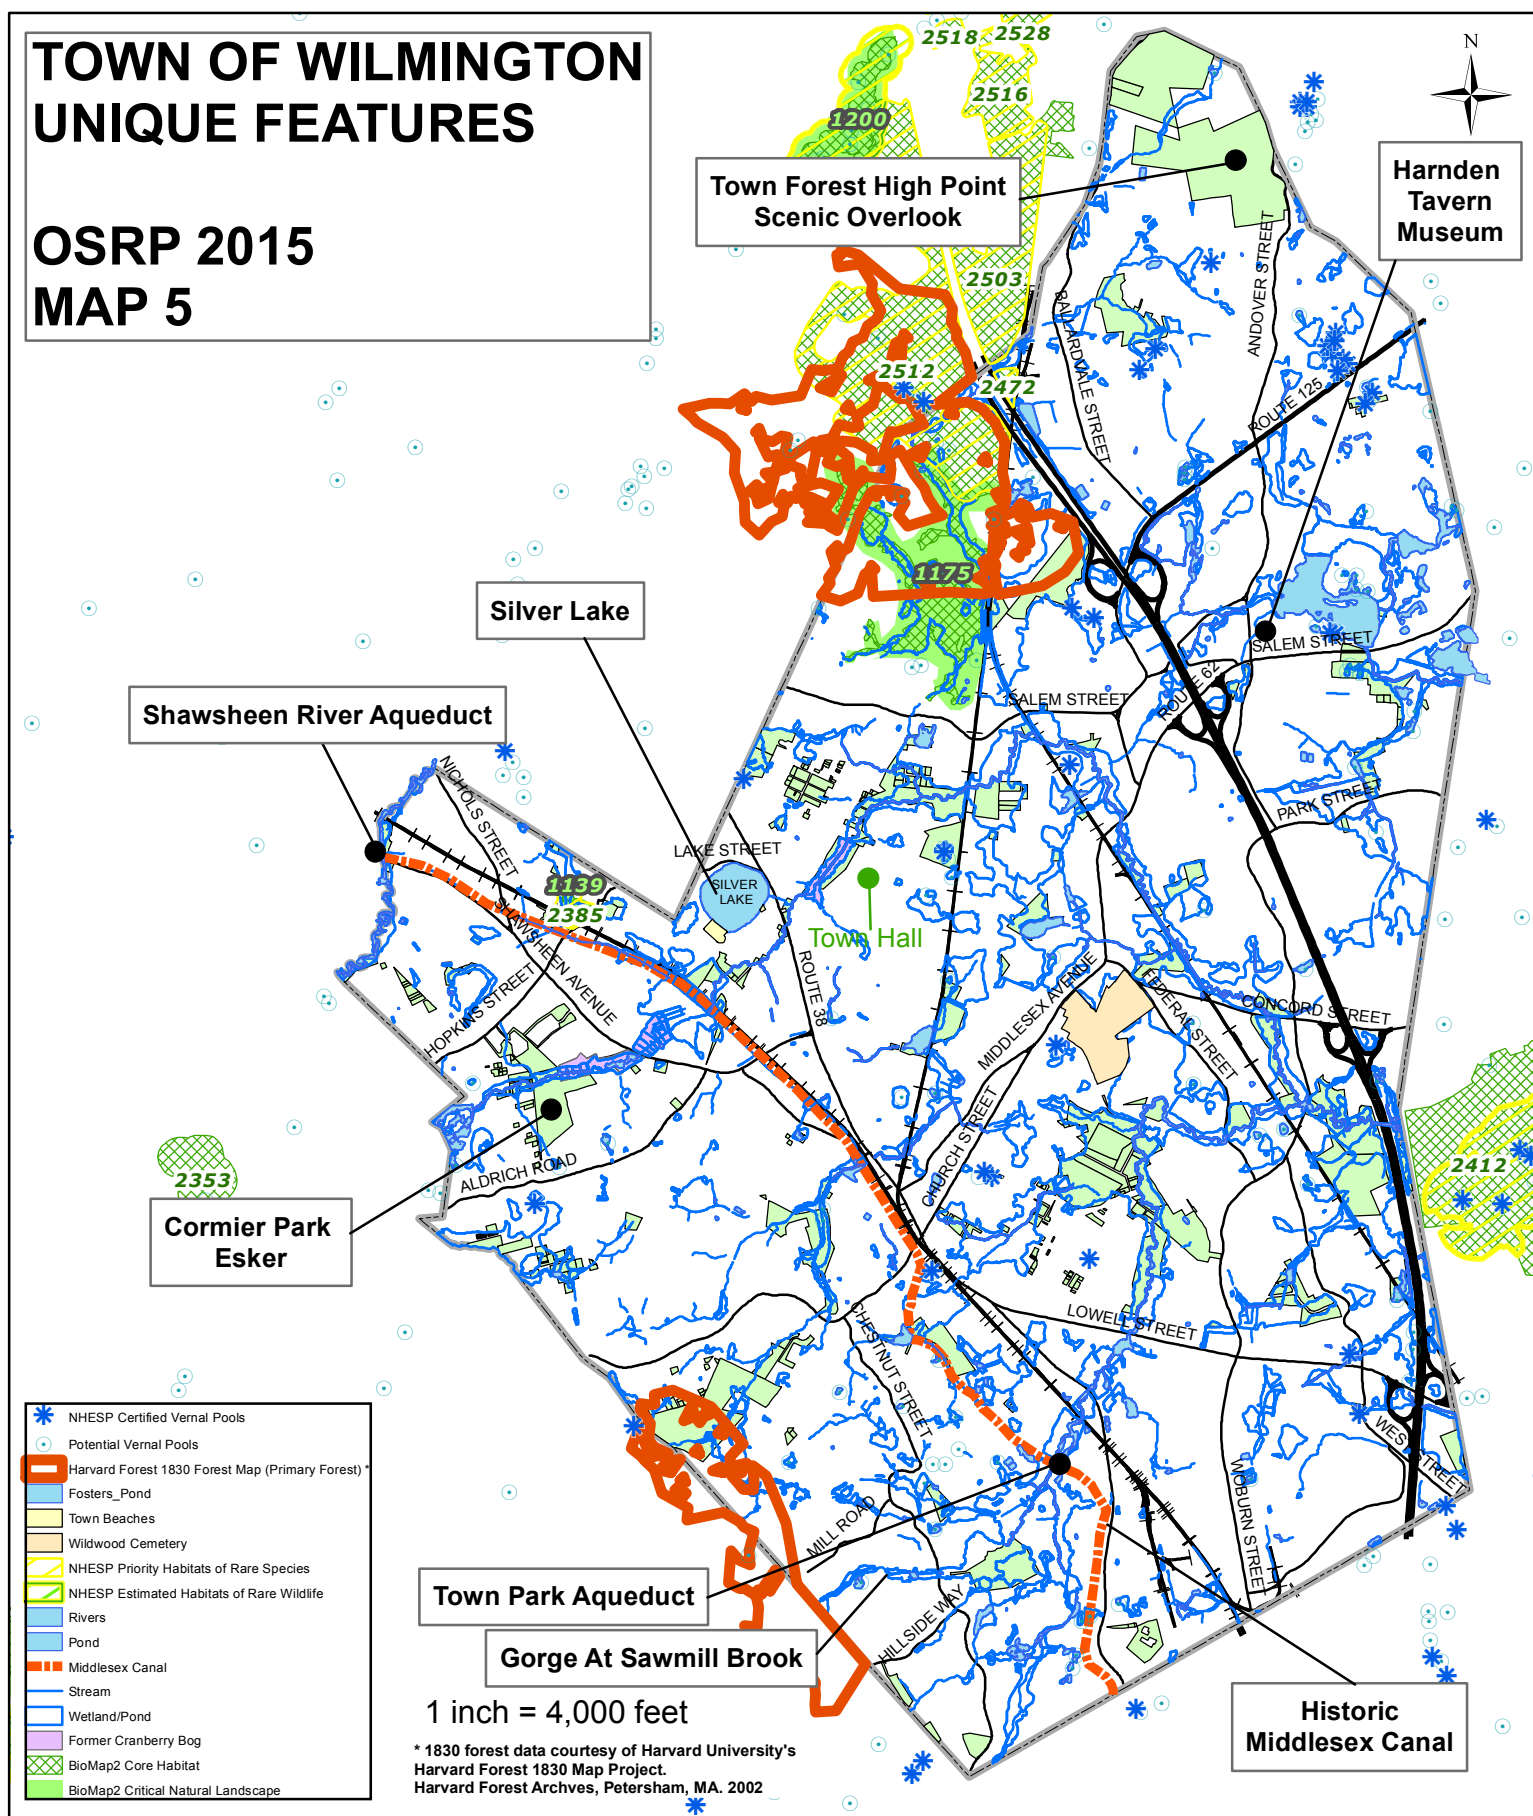 TOWN OF WILMINGTON
UNIQUE FEATURES
OSRP 2015
MAP 5
2518
2528
2516
1200
N
Town Forest High Point
Scenic Overlook
Harnden
Tavern
Museum
2503
2512
2472
BALLARDVALE STREET
ANDOVER STREET
ROUTE 125
1175
Silver Lake
SALEM STREET
SALEM STREET
ROUTE 62
Shawsheen River Aqueduct
NICHOLS STREET
PARK STREET
LAKE STREET
SILVER
LAKE
1139
2385
Town Hall
SHAWSHEEN AVENUE
HOPKINS STREET
ROUTE 38
MIDDLESEX AVENUE
FEDERAL STREET
CONCORD STREET
CHURCH STREET
ALDRICH ROAD
2353
2412
Cormier Park
Esker
CHESTNUT STREET
LOWELL STREET
WEST STREET
WOBURN STREET
MILL ROAD
HILLSIDE WAY
Town Park Aqueduct
Gorge At Sawmill Brook
Historic
Middlesex Canal
NHESP Certified Vernal Pools
Potential Vernal Pools
Harvard Forest 1830 Forest Map (Primary Forest) *
Fosters_Pond
Town Beaches
Wildwood Cemetery
NHESP Priority Habitats of Rare Species
NHESP Estimated Habitats of Rare Wildlife
Rivers
Pond
Middlesex Canal
Stream
Wetland/Pond
Former Cranberry Bog
BioMap2 Core Habitat
BioMap2 Critical Natural Landscape
1 inch = 4,000 feet
* 1830 forest data courtesy of Harvard University's
Harvard Forest 1830 Map Project.
Harvard Forest Archves, Petersham, MA. 2002